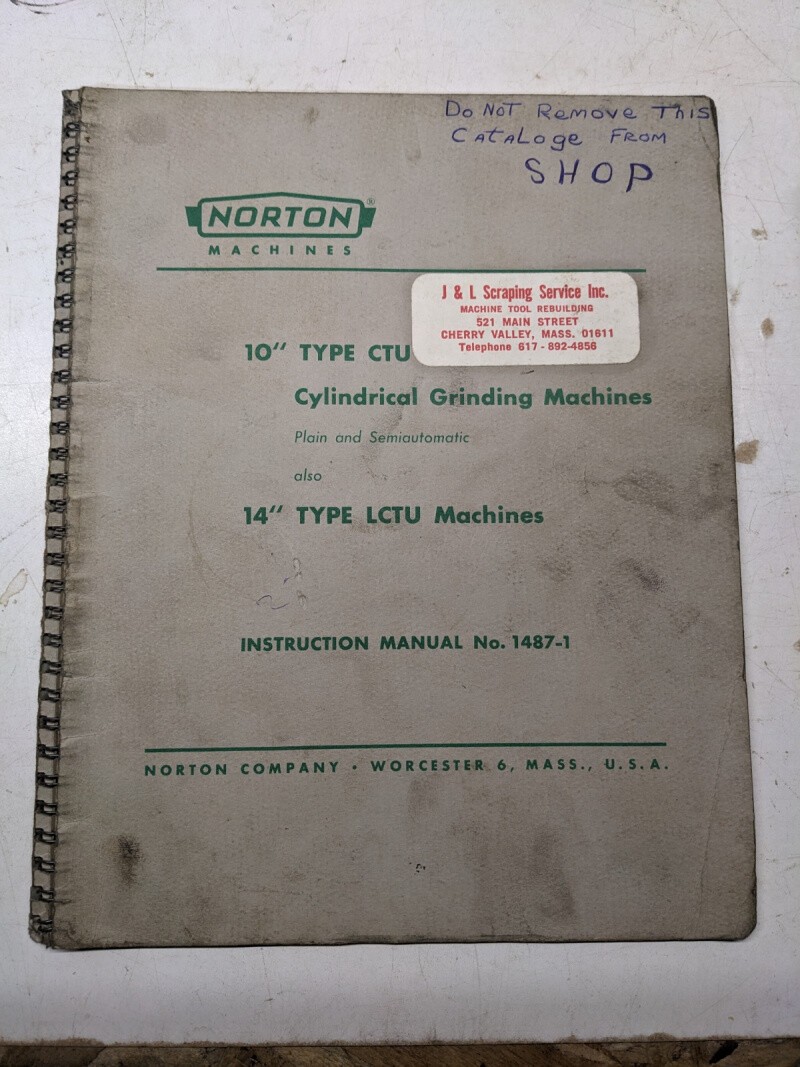 Do Not Remove This
Cataloge From
SHOP
NORTON®
MACHINES
J & L Scraping Service Inc.
MACHINE TOOL REBUILDING
521 MAIN STREET
CHERRY VALLEY, MASS. 01611
Telephone 617 - 892-4856
10" TYPE CTU
Cylindrical Grinding Machines
Plain and Semiautomatic
also
14" TYPE LCTU Machines
INSTRUCTION MANUAL No. 1487-1
NORTON COMPANY • WORCESTER 6, MASS., U.S.A.